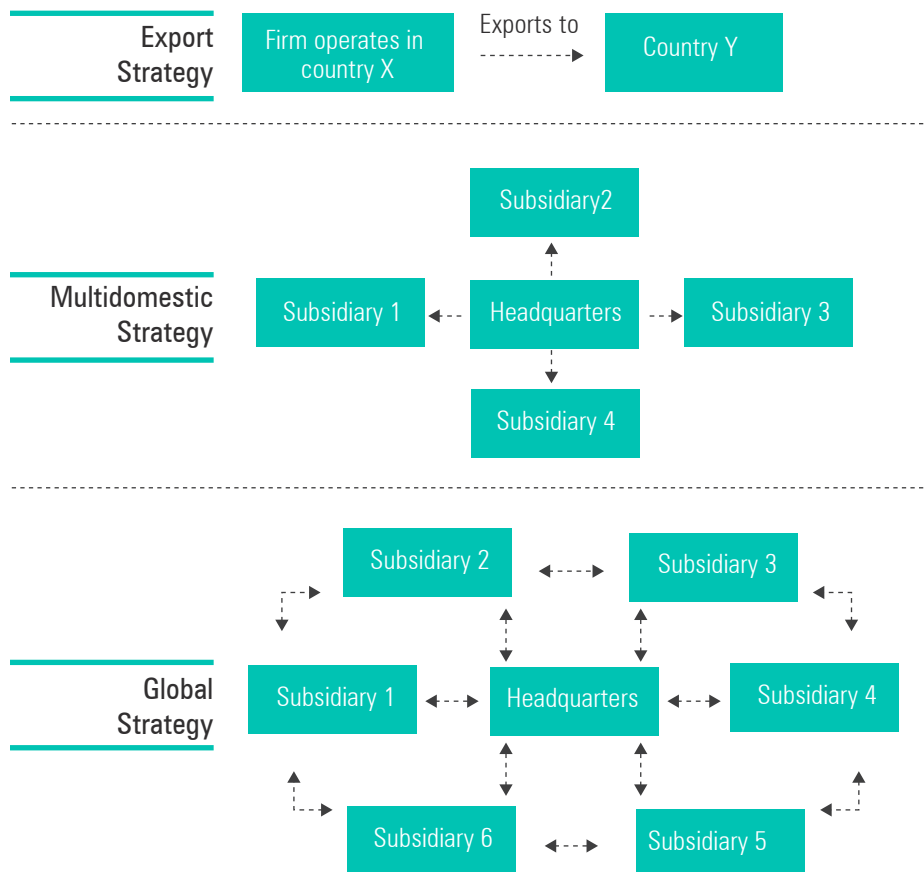 Export
Strategy
Firm operates in
country X
Exports to
Country Y
Multidomestic
Strategy
Subsidiary2
Subsidiary 1
Headquarters
Subsidiary 3
Subsidiary 4
Global
Strategy
Subsidiary 2
Subsidiary 3
Subsidiary 1
Headquarters
Subsidiary 4
Subsidiary 6
Subsidiary 5